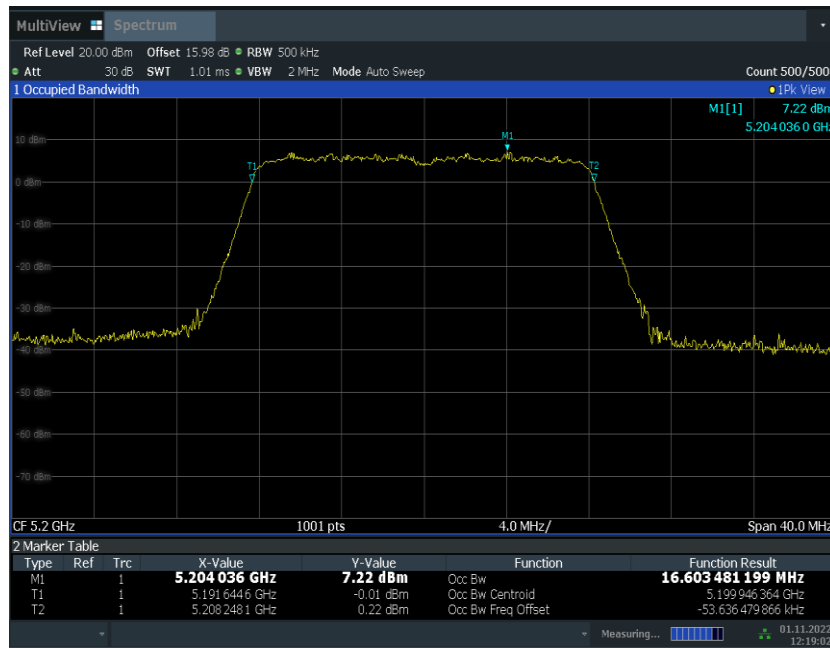 MultiView Spectrum
Ref Level 20.00 dBm Offset 15.98 dB RBW 500 kHz
Att 30 dB SWT 1.01 ms VBW 2 MHz Mode Auto Sweep Count 500/500
1 Occupied Bandwidth 1Pk View
M1[1] 7.22 dBm
5.204 036 0 GHz
10 dBm
M1
T1
T2
0 dBm
-10 dBm
-20 dBm
-30 dBm
-40 dBm
-50 dBm
-60 dBm
-70 dBm
CF 5.2 GHz 1001 pts 4.0 MHz/ Span 40.0 MHz
2 Marker Table
Type Ref Trc X-Value Y-Value Function Function Result
M1 1 5.204 036 GHz 7.22 dBm Occ Bw 16.603 481 199 MHz
T1 1 5.191 644 6 GHz -0.01 dBm Occ Bw Centroid 5.199 946 364 GHz
T2 1 5.208 248 1 GHz 0.22 dBm Occ Bw Freq Offset -53.636 479 866 kHz
Measuring... 01.11.2022
12:19:02